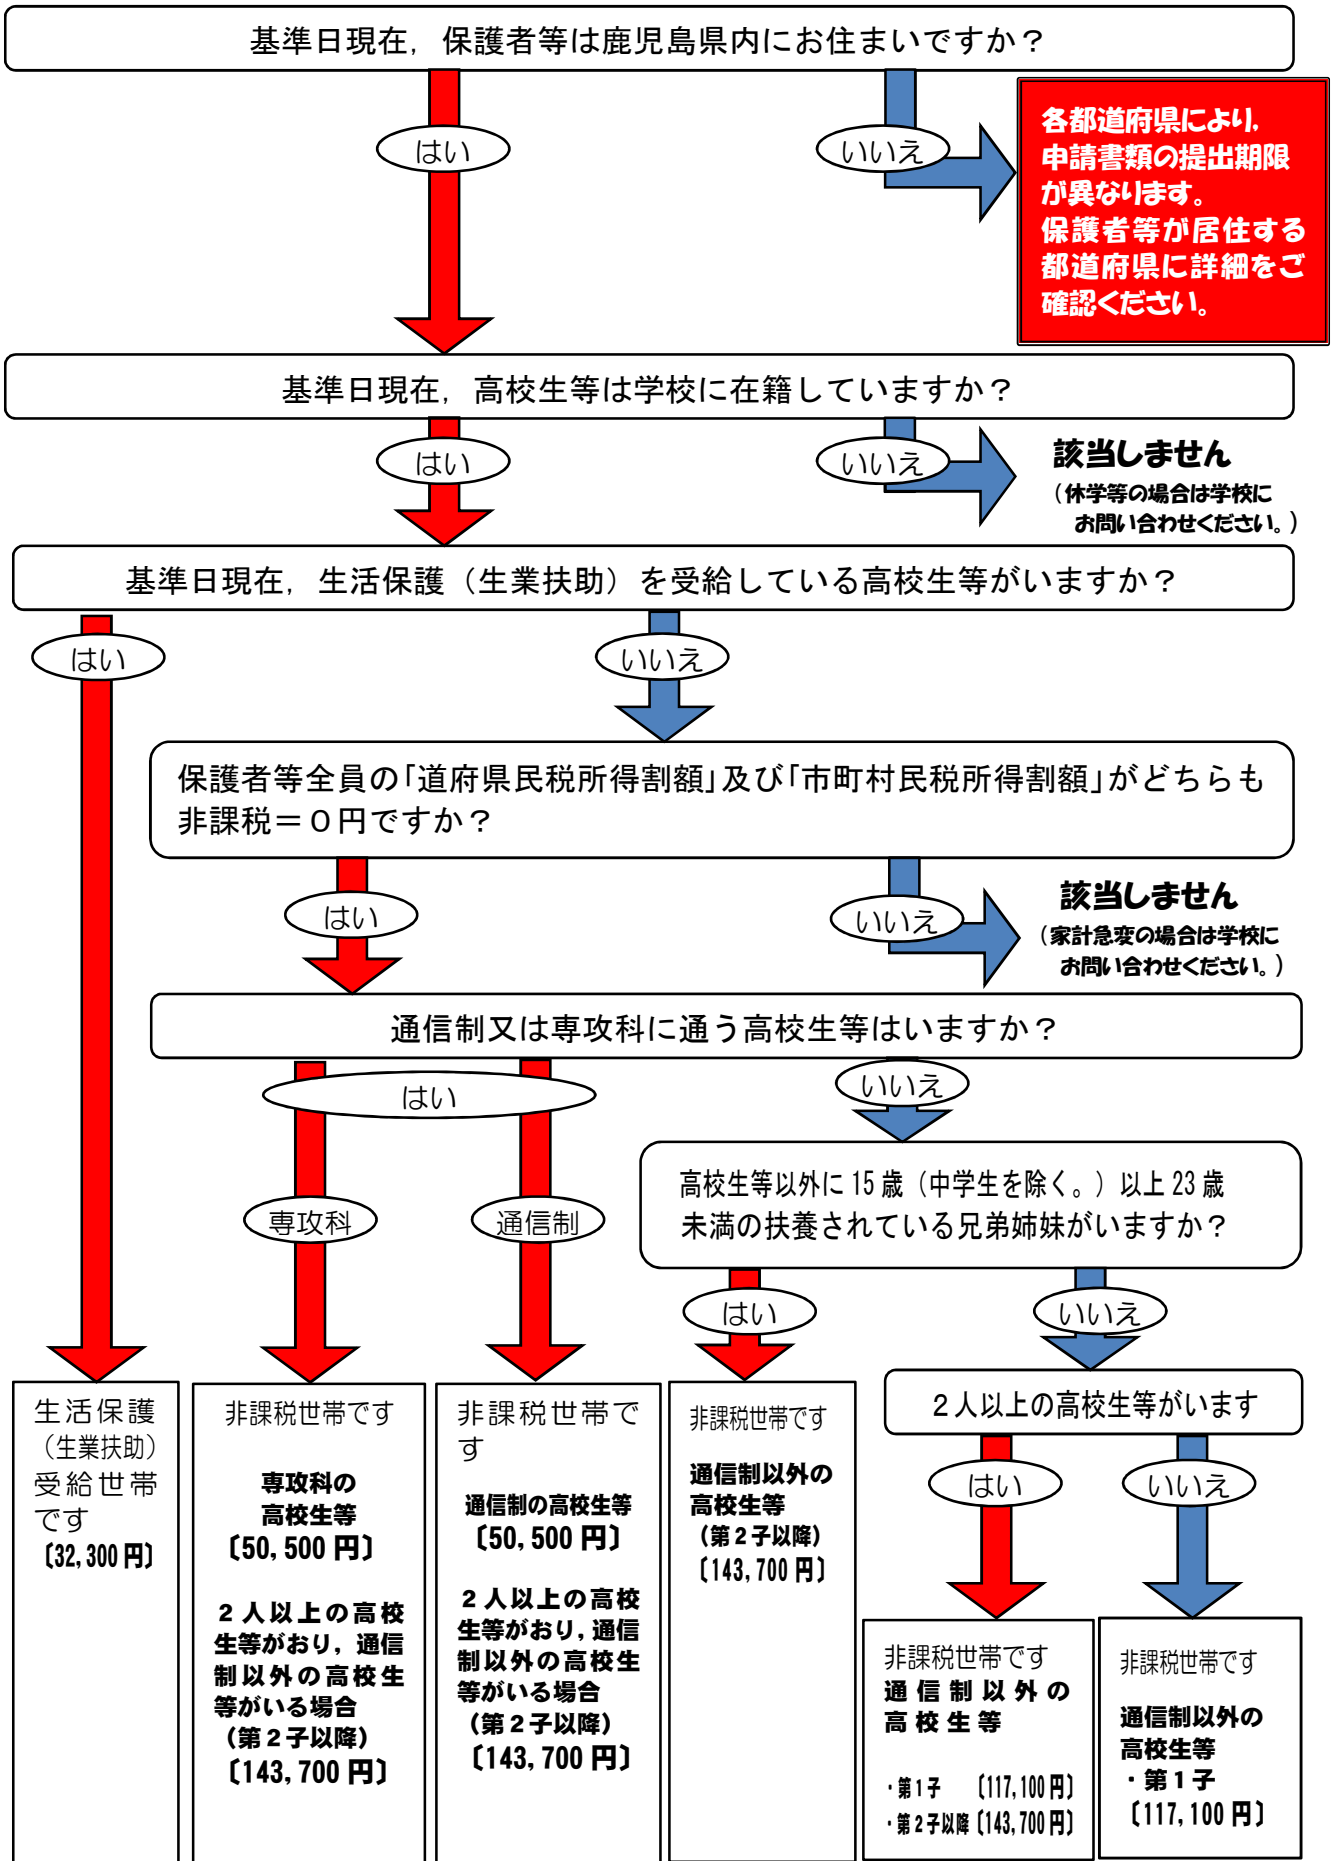 基準日現在，保護者等は鹿児島県内にお住まいですか？
はい
いいえ
各都道府県により，
申請書類の提出期限
が異なります。
保護者等が居住する
都道府県に詳細をご
確認ください。
基準日現在，高校生等は学校に在籍していますか？
はい
いいえ
該当しません
（休学等の場合は学校に
お問い合わせください。）
基準日現在，生活保護（生業扶助）を受給している高校生等がいますか？
はい
いいえ
保護者等全員の「道府県民税所得割額」及び「市町村民税所得割額」がどちらも
非課税＝０円ですか？
はい
いいえ
該当しません
（家計急変の場合は学校に
お問い合わせください。）
通信制又は専攻科に通う高校生等はいますか？
はい
いいえ
専攻科
通信制
高校生等以外に 15 歳（中学生を除く。）以上 23 歳
未満の扶養されている兄弟姉妹がいますか？
はい
いいえ
生活保護
（生業扶助）
受給世帯
です
〔32,300 円〕
非課税世帯です
専攻科の
高校生等
〔50,500 円〕
２人以上の高校
生等がおり，通信
制以外の高校生
等がいる場合
（第２子以降）
〔143,700 円〕
非課税世帯で
す
通信制の高校生等
〔50,500 円〕
２人以上の高校
生等がおり，通信
制以外の高校生
等がいる場合
（第２子以降）
〔143,700 円〕
非課税世帯です
通信制以外の
高校生等
（第２子以降）
〔143,700 円〕
２人以上の高校生等がいます
はい
いいえ
非課税世帯です
通信制以外の
高校生等
・第１子 〔117,100 円〕
・第２子以降〔143,700 円〕
非課税世帯です
通信制以外の
高校生等
・第１子
〔117,100 円〕